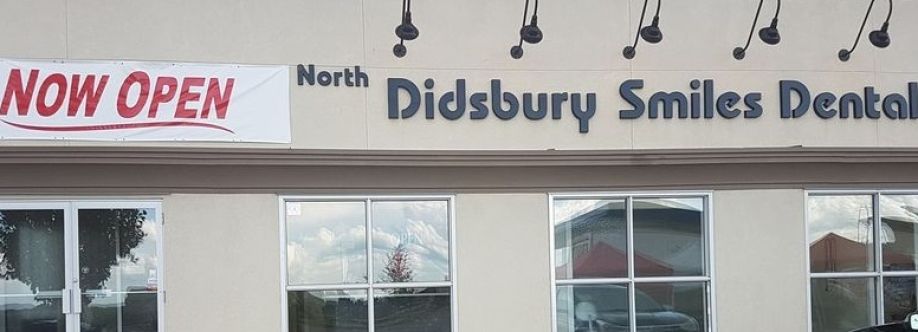 NOW OPEN
North Didsbury Smiles Dental